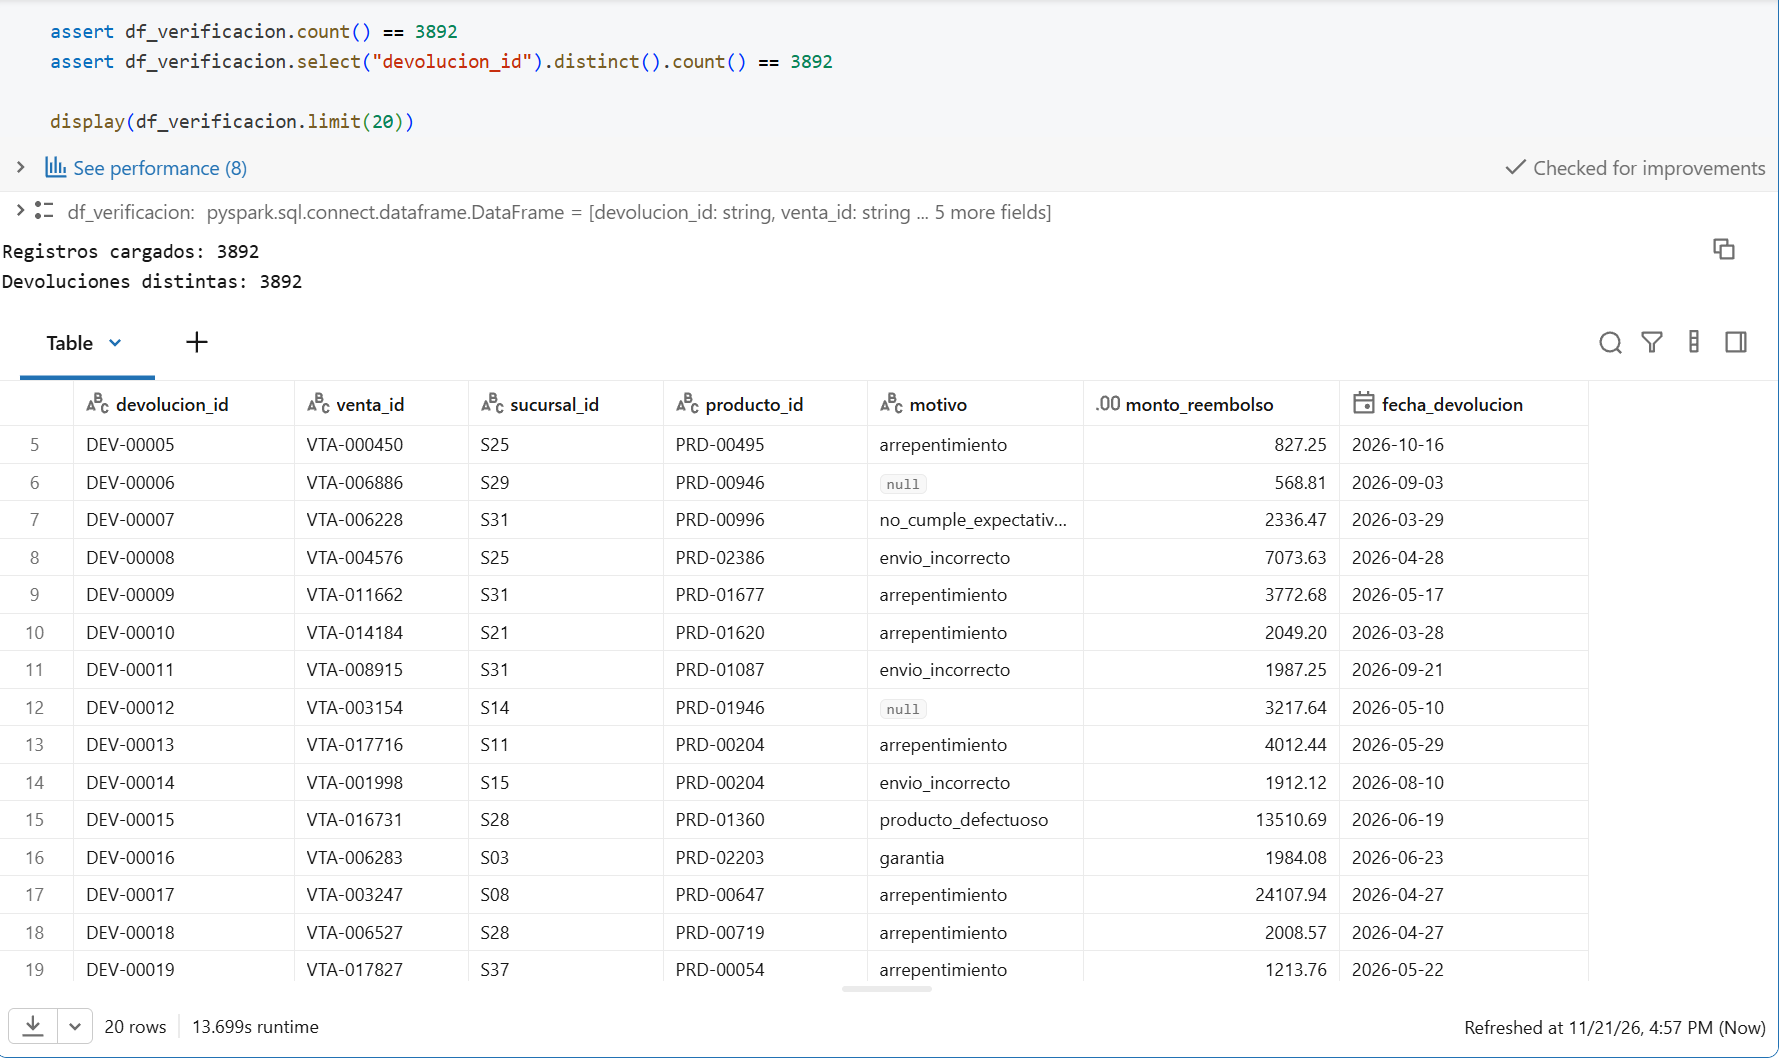 assert df_verificacion.count() == 3892
assert df_verificacion.select("devolucion_id").distinct().count() == 3892
display(df_verificacion.limit(20))
See performance (8)
Checked for improvements
df_verificacion: pyspark.sql.connect.dataframe.DataFrame = [devolucion_id: string, venta_id: string ... 5 more fields]
Registros cargados: 3892
Devoluciones distintas: 3892
Table
devolucion_id venta_id sucursal_id producto_id motivo .00 monto_reembolso fecha_devolucion
5 DEV-00005 VTA-000450 S25 PRD-00495 arrepentimiento 827.25 2026-10-16
6 DEV-00006 VTA-006886 S29 PRD-00946 null 568.81 2026-09-03
7 DEV-00007 VTA-006228 S31 PRD-00996 no_cumple_expectativ... 2336.47 2026-03-29
8 DEV-00008 VTA-004576 S25 PRD-02386 envio_incorrecto 7073.63 2026-04-28
9 DEV-00009 VTA-011662 S31 PRD-01677 arrepentimiento 3772.68 2026-05-17
10 DEV-00010 VTA-014184 S21 PRD-01620 arrepentimiento 2049.20 2026-03-28
11 DEV-00011 VTA-008915 S31 PRD-01087 envio_incorrecto 1987.25 2026-09-21
12 DEV-00012 VTA-003154 S14 PRD-01946 null 3217.64 2026-05-10
13 DEV-00013 VTA-017716 S11 PRD-00204 arrepentimiento 4012.44 2026-05-29
14 DEV-00014 VTA-001998 S15 PRD-00204 envio_incorrecto 1912.12 2026-08-10
15 DEV-00015 VTA-016731 S28 PRD-01360 producto_defectuoso 13510.69 2026-06-19
16 DEV-00016 VTA-006283 S03 PRD-02203 garantia 1984.08 2026-06-23
17 DEV-00017 VTA-003247 S08 PRD-00647 arrepentimiento 24107.94 2026-04-27
18 DEV-00018 VTA-006527 S28 PRD-00719 arrepentimiento 2008.57 2026-04-27
19 DEV-00019 VTA-017827 S37 PRD-00054 arrepentimiento 1213.76 2026-05-22
20 rows 13.699s runtime
Refreshed at 11/21/26, 4:57 PM (Now)